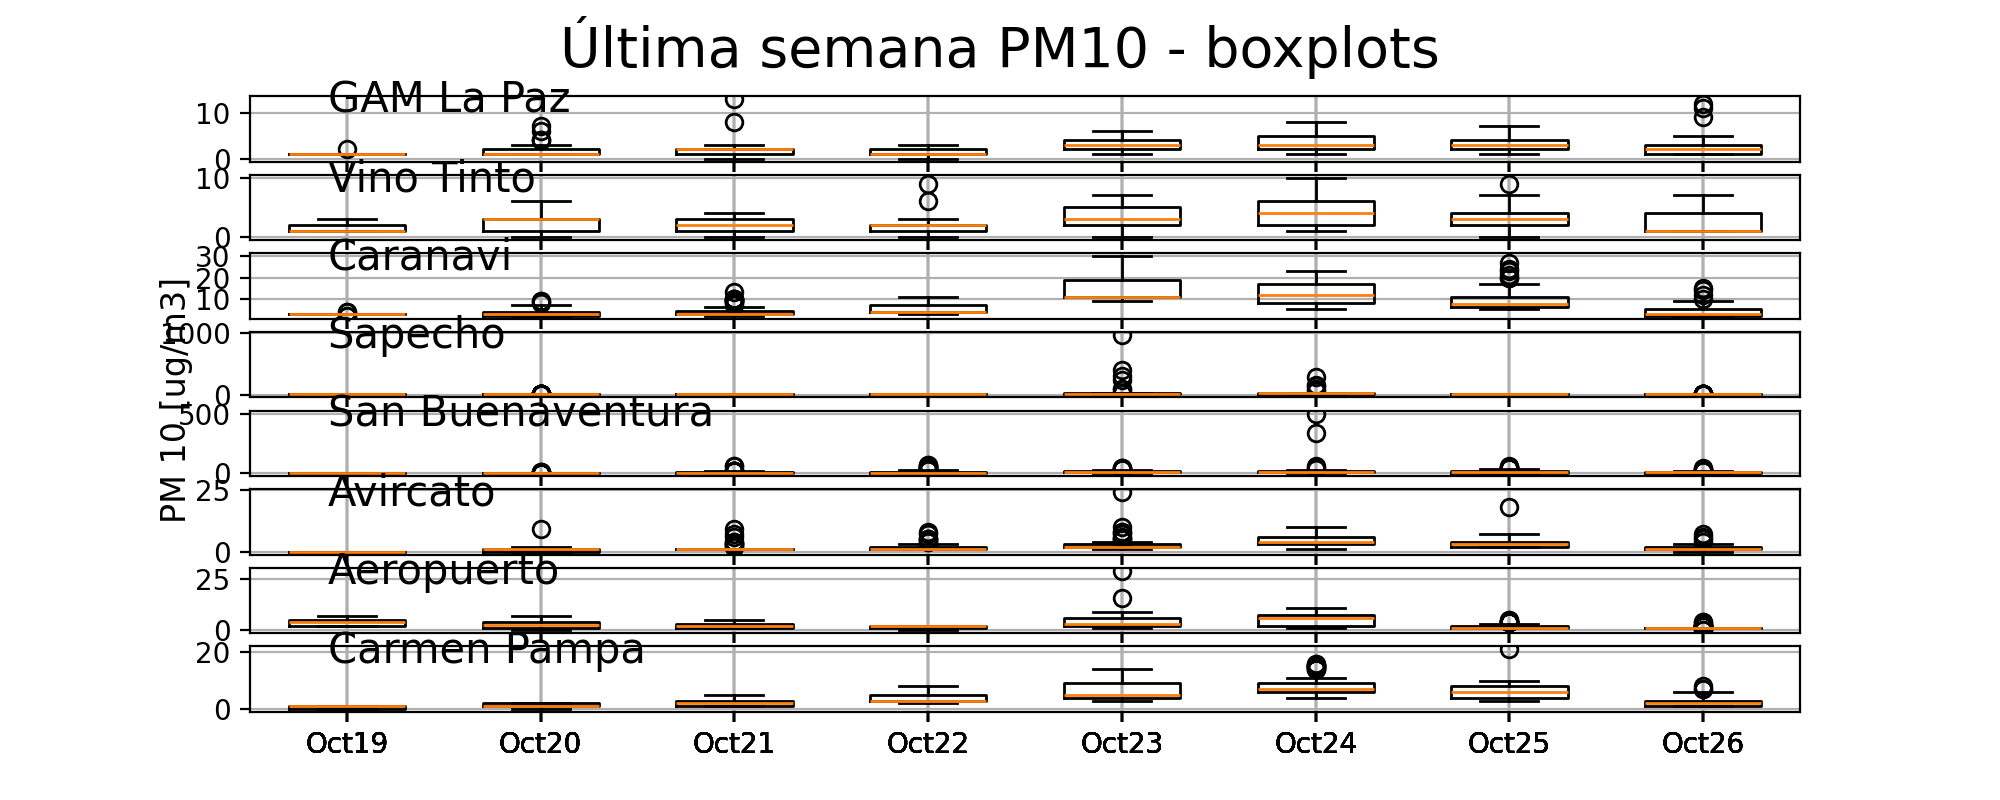 Última semana PM10 - boxplots
GAM La Paz
10
0
Vino Tinto
10
0
Caranavi
30
20
10
Sapecho
1000
0
San Buenaventura
500
0
Avircato
25
0
Aeropuerto
25
0
Carmen Pampa
20
0
PM 10 [ug/m3]
Oct19 Oct20 Oct21 Oct22 Oct23 Oct24 Oct25 Oct26